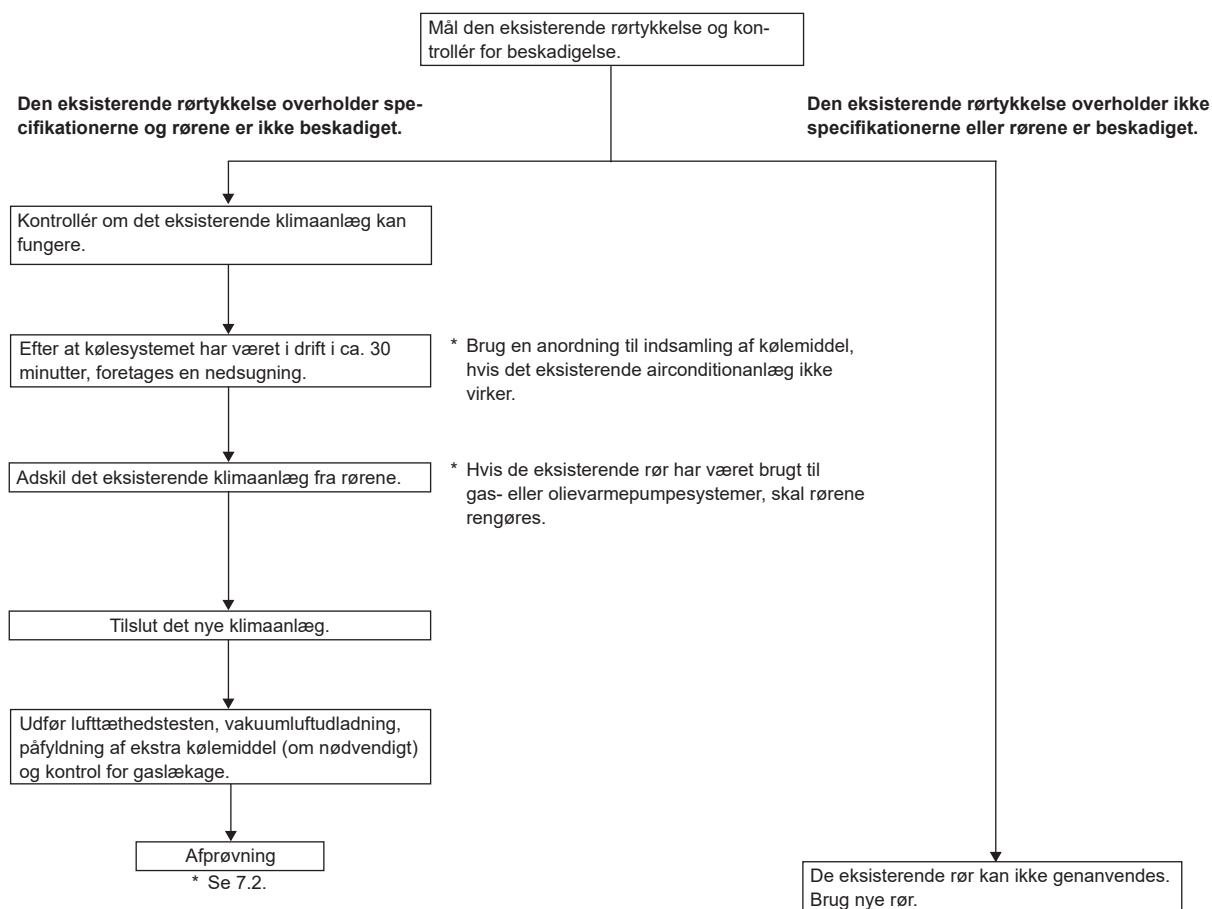 Mål den eksisterende rørtykkelse og kon-
trollér for beskadigelse.
Den eksisterende rørtykkelse overholder spe-
cifikationerne og rørene er ikke beskadiget.
Den eksisterende rørtykkelse overholder ikke
specifikationerne eller rørene er beskadiget.
Kontrollér om det eksisterende klimaanlæg kan
fungere.
Efter at kølesystemet har været i drift i ca. 30
minutter, foretages en nedsugning.
* Brug en anordning til indsamling af kølemiddel,
hvis det eksisterende airconditionanlæg ikke
virker.
Adskil det eksisterende klimaanlæg fra rørene.
* Hvis de eksisterende rør har været brugt til
gas- eller olievarmepumpesystemer, skal rørene
rengøres.
Tilslut det nye klimaanlæg.
Udfør lufttæthedstesten, vakuumluftudladning,
påfyldning af ekstra kølemiddel (om nødvendigt)
og kontrol for gaslækage.
Afprøvning
* Se 7.2.
De eksisterende rør kan ikke genanvendes.
Brug nye rør.